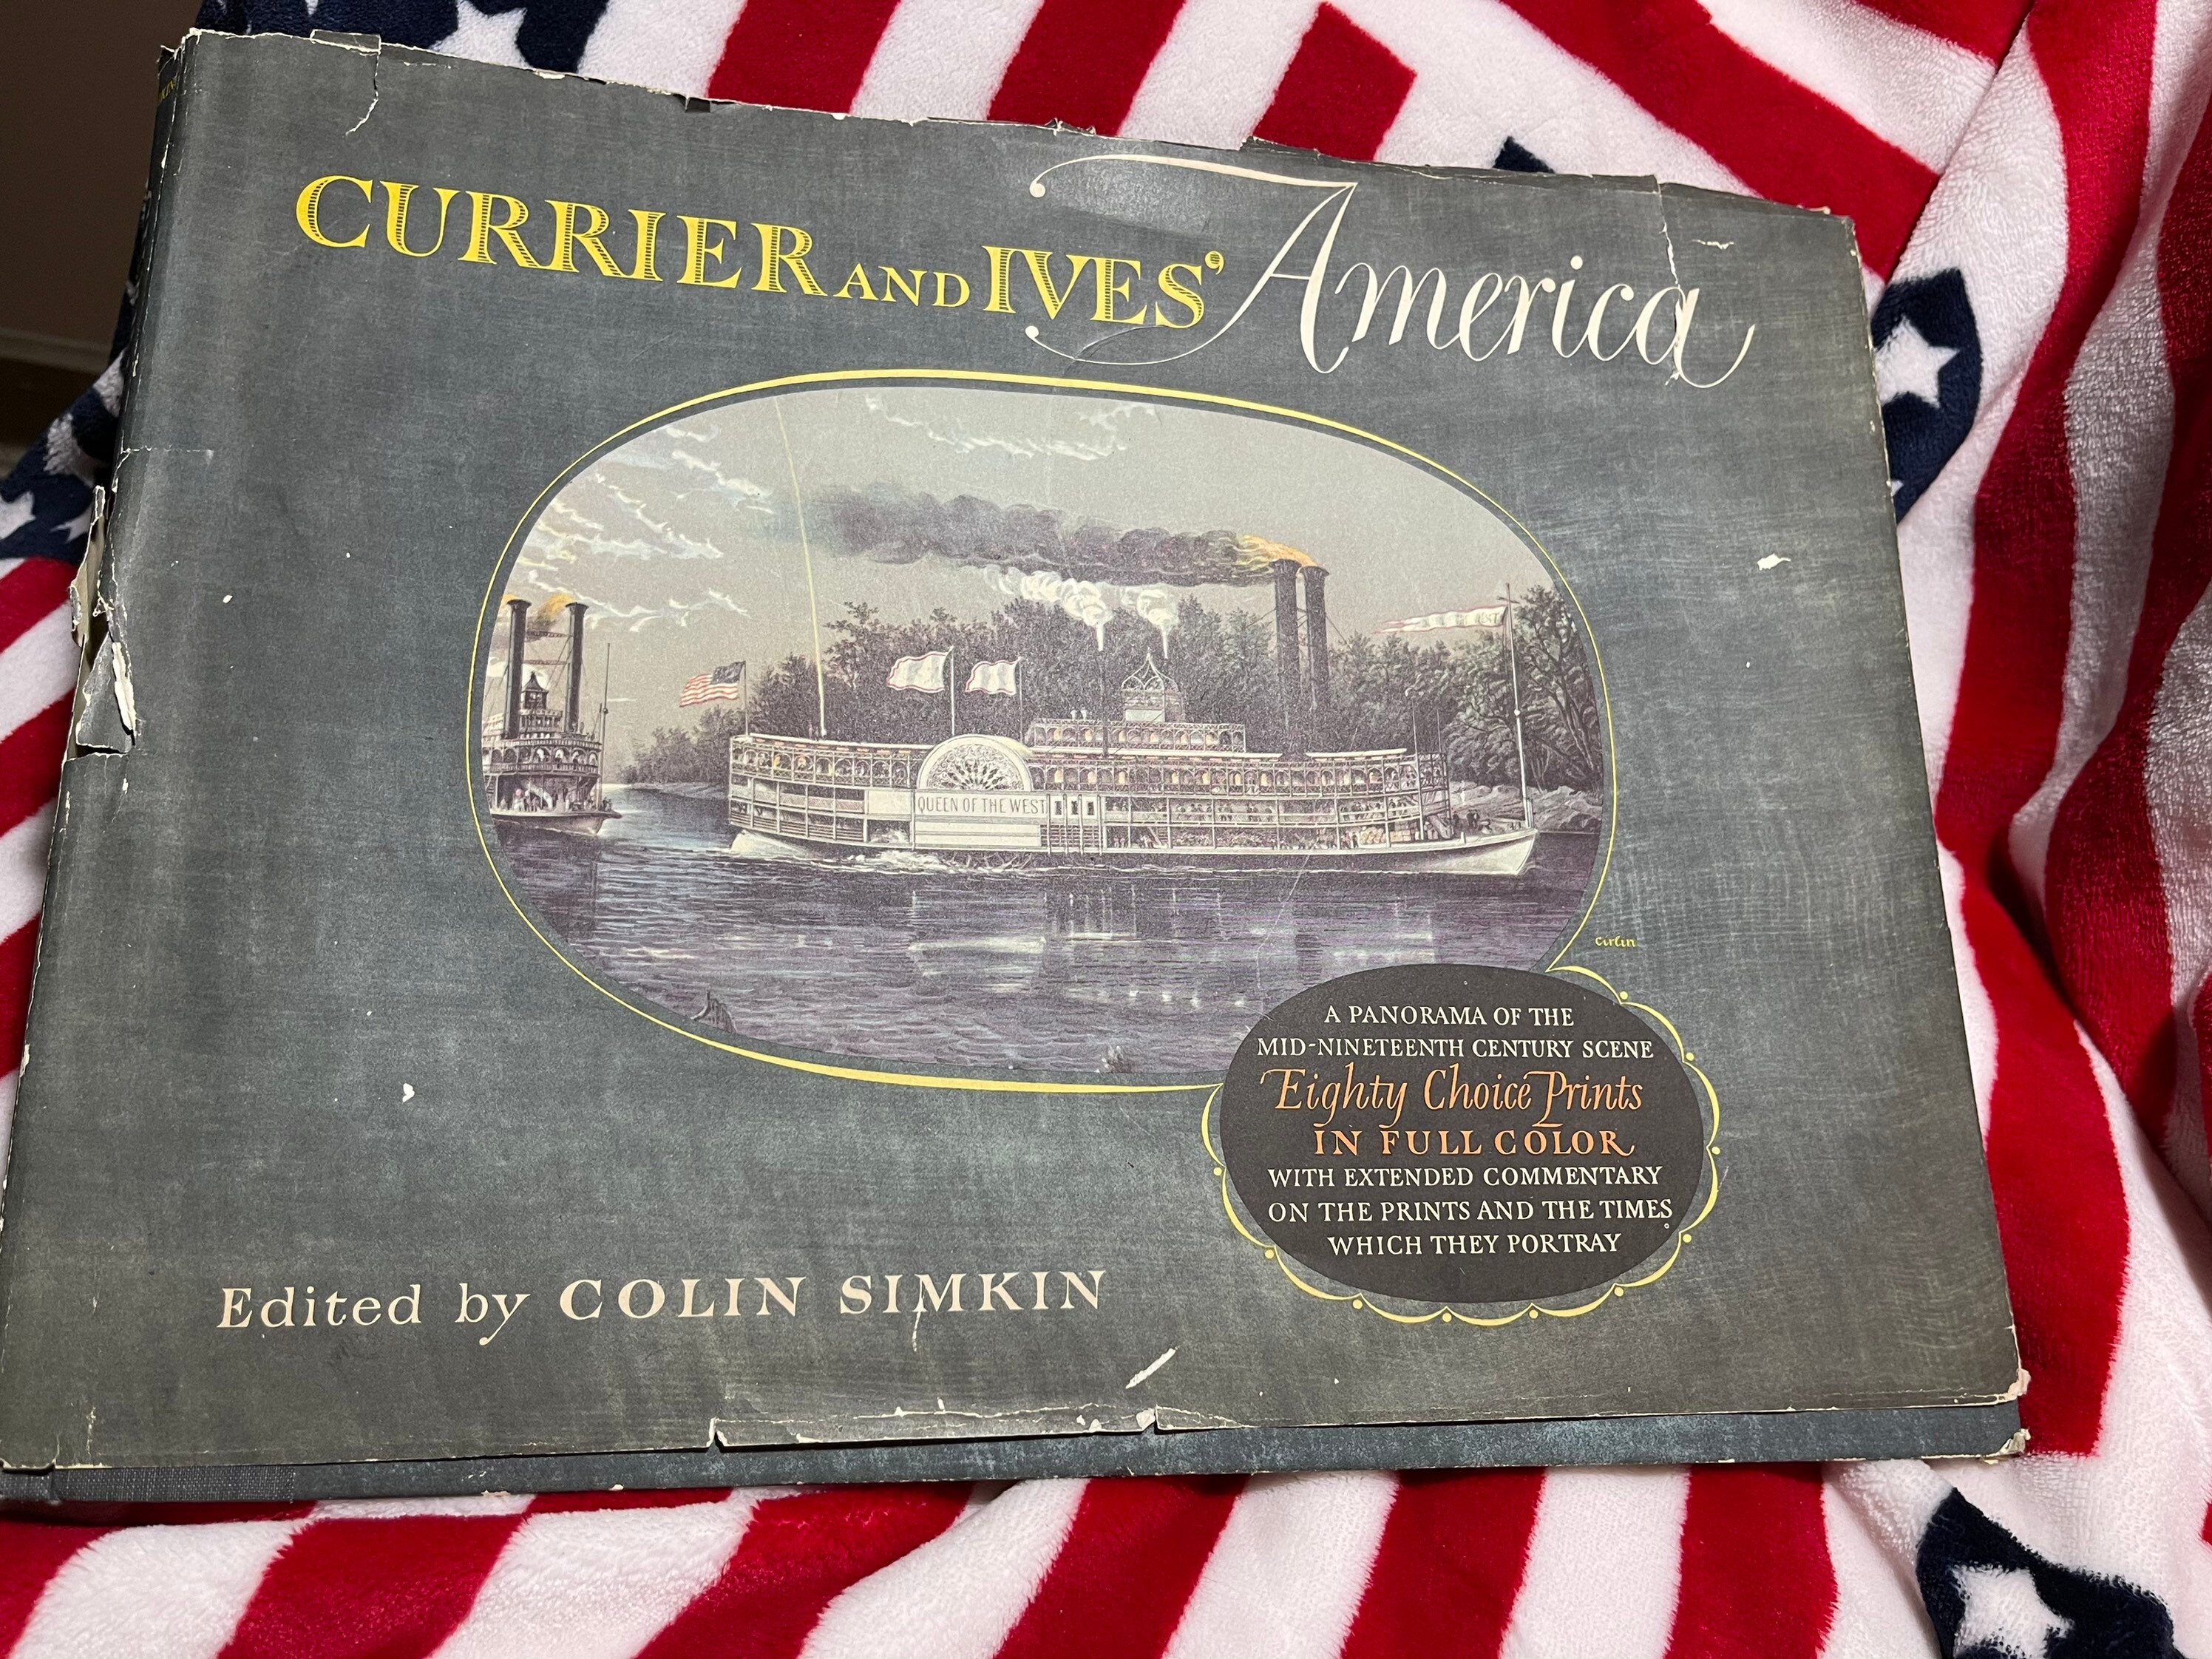 CURRIER AND IVES' America
QUEEN OF THE WEST
A PANORAMA OF THE
MID-NINETEENTH CENTURY SCENE
Eighty Choice Prints
IN FULL COLOR
WITH EXTENDED COMMENTARY
ON THE PRINTS AND THE TIMES
WHICH THEY PORTRAY
Edited by COLIN SIMKIN